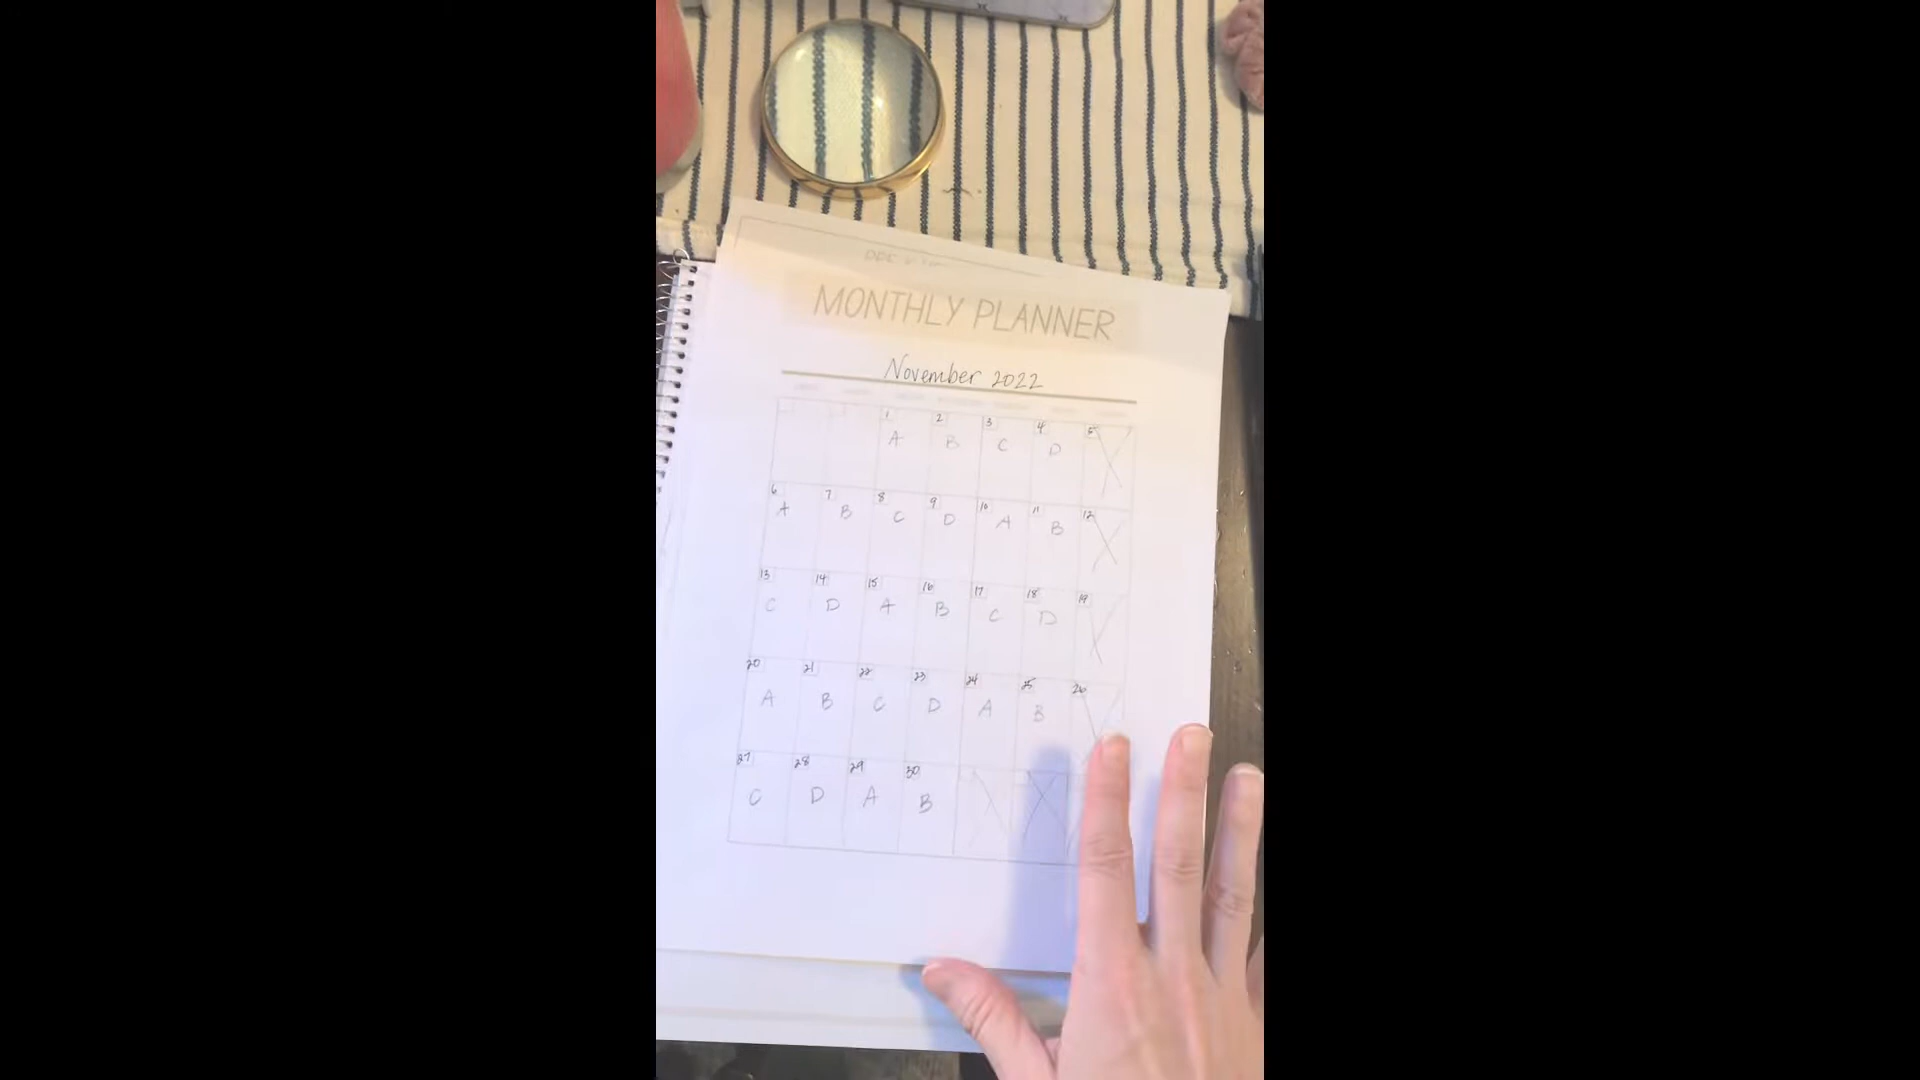 MONTHLY PLANNER
November 2022
1 2 3 4 5
A B C D
6 7 8 9 10 11 12
A B C D A B
13 14 15 16 17 18 19
C D A B C D
20 21 22 23 24 25 26
A B C D A B
27 28 29 30
C D A B